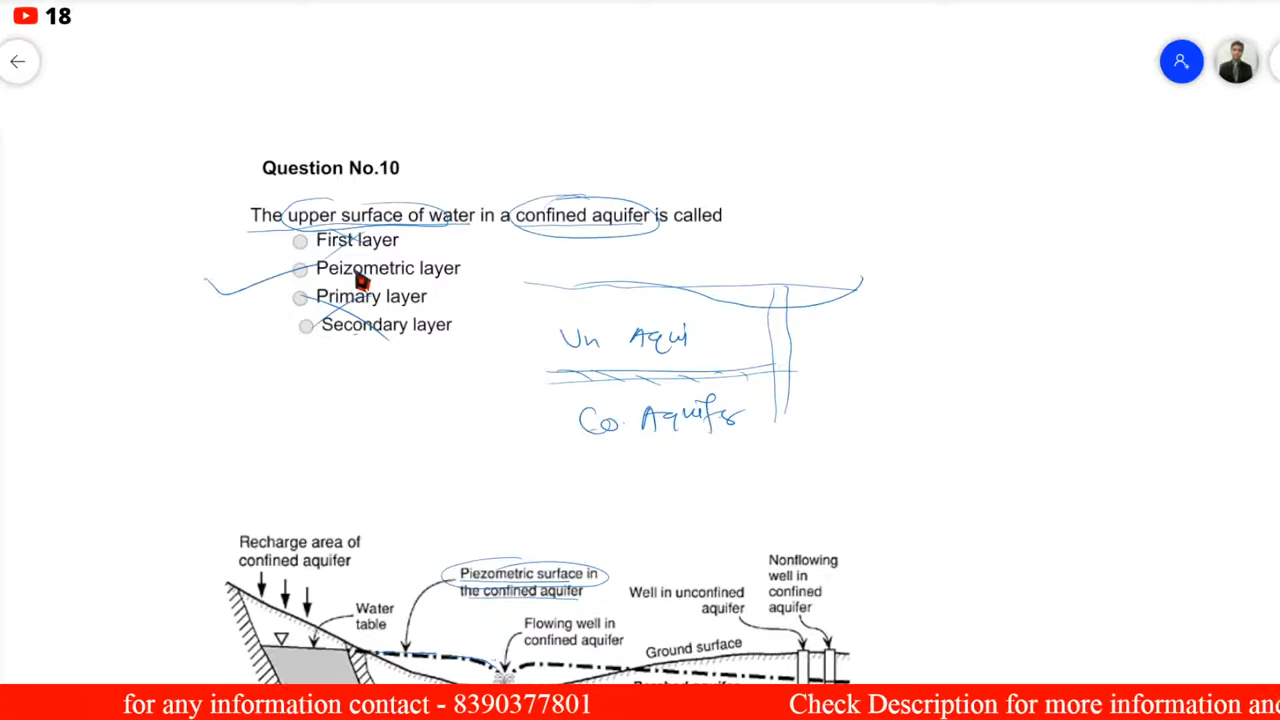 18
Question No.10
The upper surface of water in a confined aquifer is called
First layer
Peizometric layer
Primary layer
Secondary layer
Un Aqui
Co. Aquifer
Recharge area of
confined aquifer
Water
table
Piezometric surface in
the confined aquifer
Flowing well in
confined aquifer
Well in unconfined
aquifer
Nonflowing
well in
confined
aquifer
Ground surface
for any information contact - 8390377801
Check Description for more information and